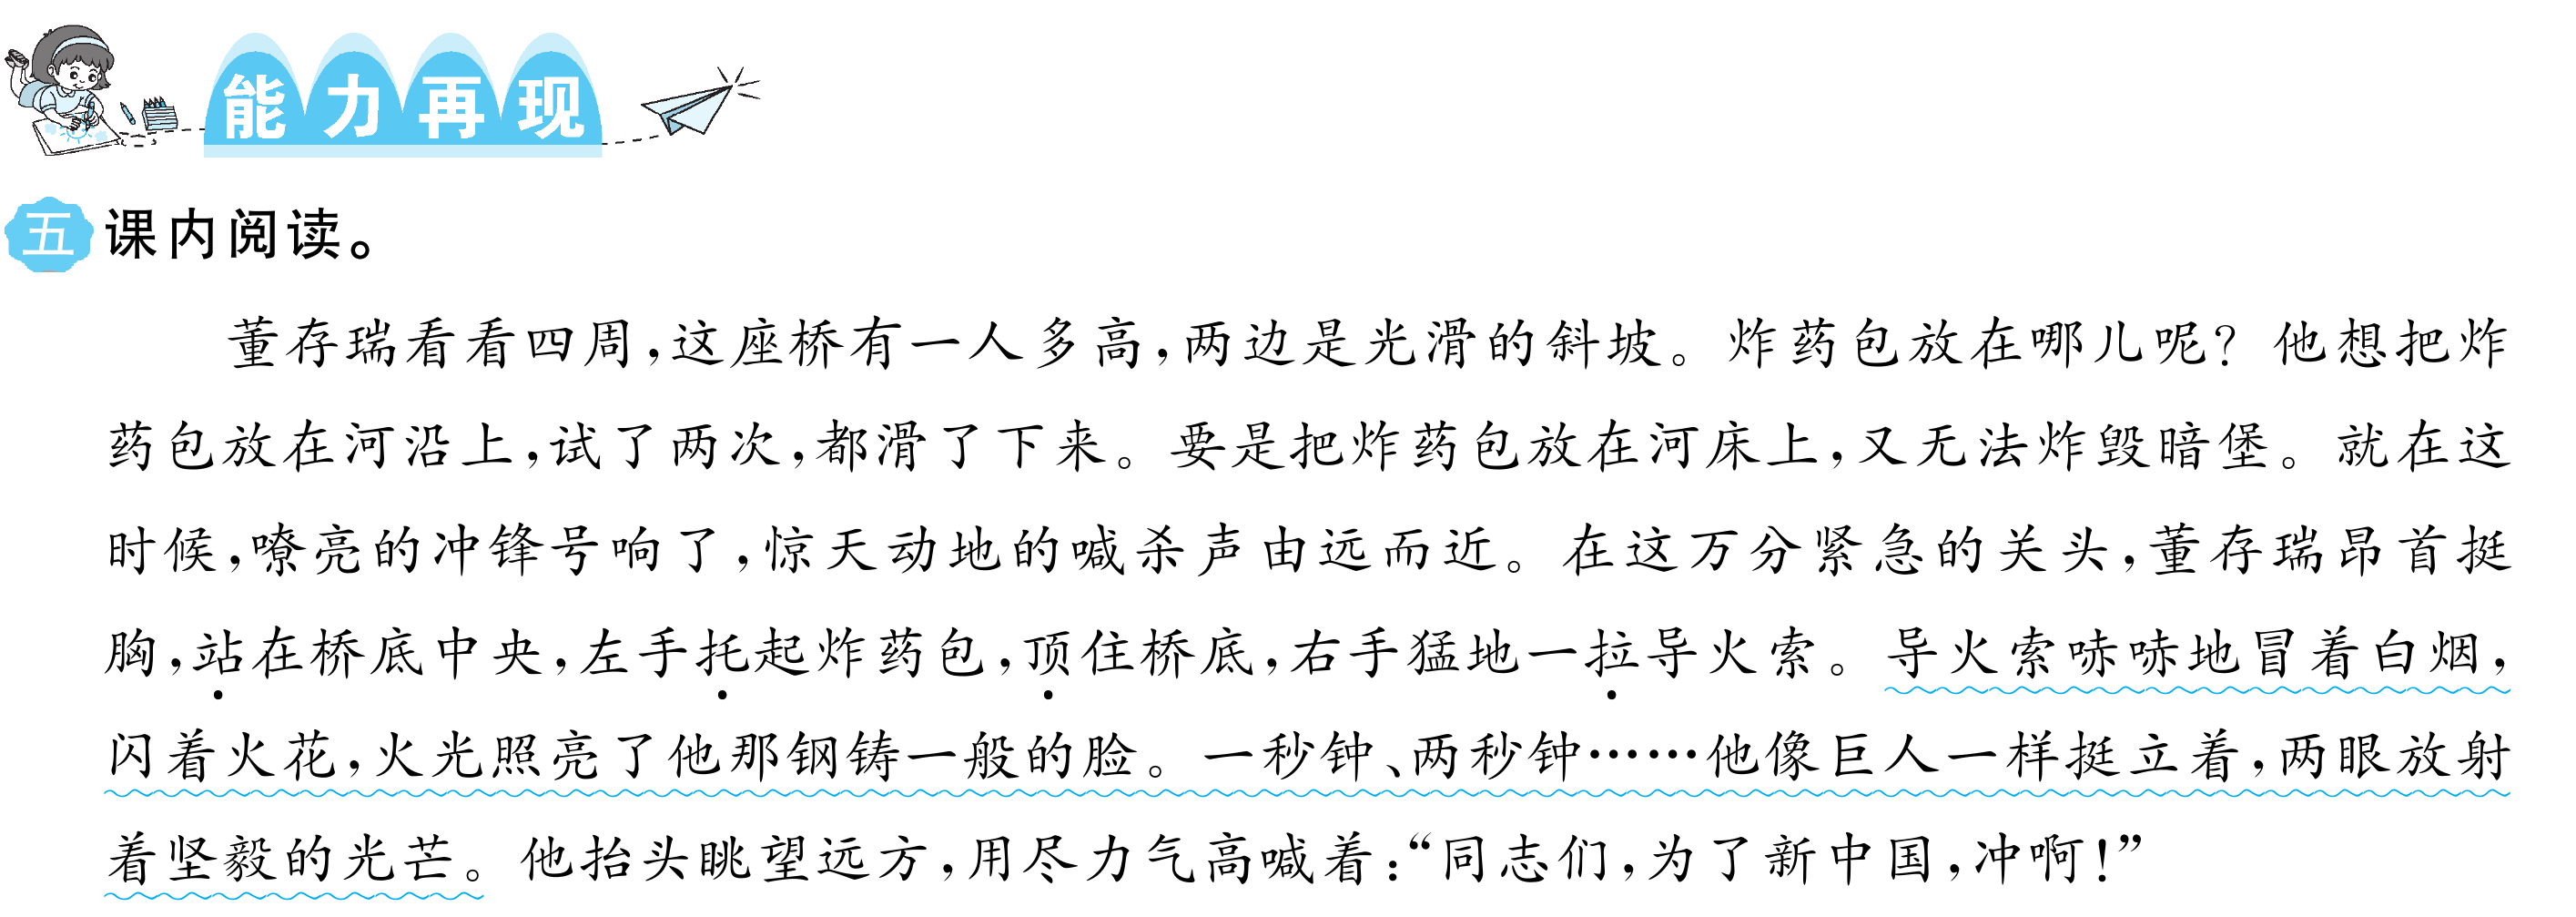 能力再现
五 课内阅读。
董存瑞看看四周,这座桥有一人多高,两边是光滑的斜坡。炸药包放在哪儿呢?他想把炸
药包放在河沿上,试了两次,都滑了下来。要是把炸药包放在河床上,又无法炸毁暗堡。就在这
时候,嘹亮的冲锋号响了,惊天动地的喊杀声由远而近。在这万分紧急的关头,董存瑞昂首挺
胸,站在桥底中央,左手托起炸药包,顶住桥底,右手猛地一拉导火索。导火索哧哧地冒着白烟,
闪着火花,火光照亮了他那钢铸一般的脸。一秒钟、两秒钟……他像巨人一样挺立着,两眼放射
着坚毅的光芒。他抬头眺望远方,用尽力气高喊着:“同志们,为了新中国,冲啊!”